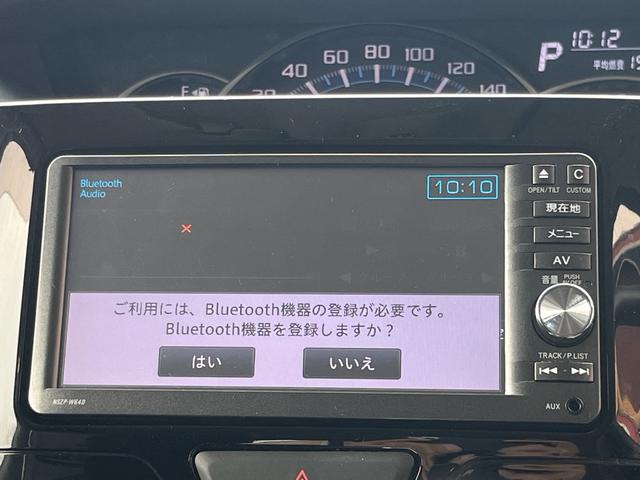 40 60 80 100 120 140
P 10:12
平均燃費
F
Bluetooth
Audio
10:10
ご利用には、Bluetooth機器の登録が必要です。
Bluetooth機器を登録しますか？
はい
いいえ
NSZP-W64D
C
OPEN/TILT CUSTOM
現在地
メニュー
AV
音量 PUSH
TRACK/P.LIST
AUX